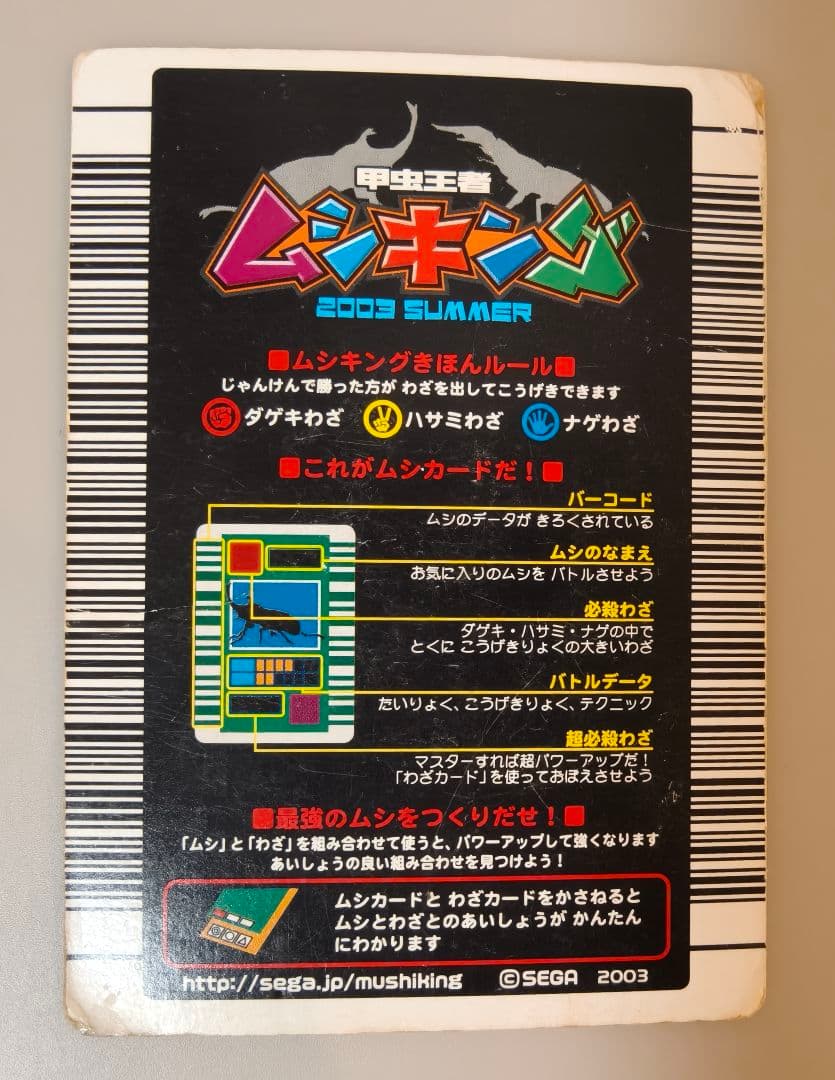 甲虫王者
ムシキング
2003 SUMMER
■ムシキングきほんルール■
じゃんけんで勝った方が わざを出してこうげきできます
ダゲキわざ ハサミわざ ナゲわざ
■これがムシカードだ！■
バーコード
ムシのデータが きろくされている
ムシのなまえ
お気に入りのムシを バトルさせよう
必殺わざ
ダゲキ・ハサミ・ナゲの中で
とくに こうげきりょくの大きいわざ
バトルデータ
たいりょく、こうげきりょく、テクニック
超必殺わざ
マスターすれば超パワーアップだ！
「わざカード」を使っておぼえさせよう
■最強のムシをつくりだせ！■
「ムシ」と「わざ」を組み合わせて使うと、パワーアップして強くなります
あいしょうの良い組み合わせを見つけよう！
ムシカードと わざカードをかさねると
ムシとわざとのあいしょうが かんたん
にわかります
http://sega.jp/mushiking ©SEGA 2003